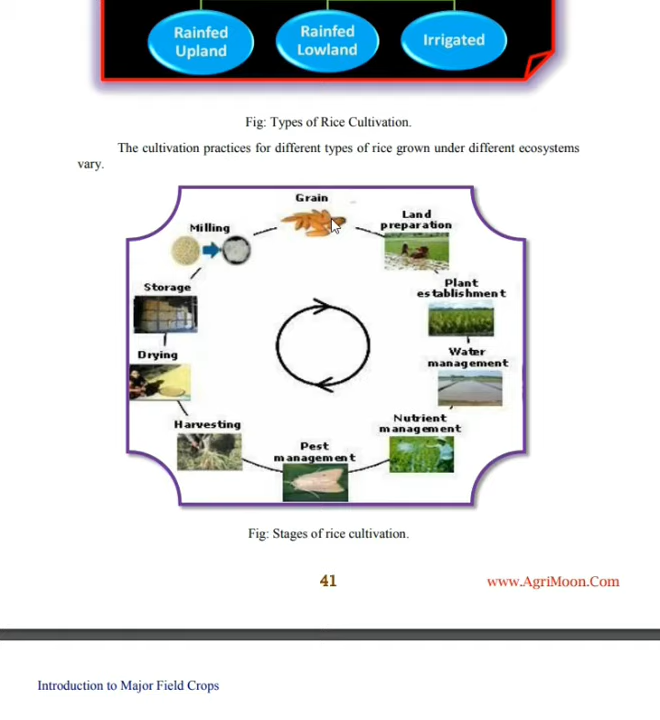 Rainfed
Upland
Rainfed
Lowland
Irrigated
Fig: Types of Rice Cultivation.
The cultivation practices for different types of rice grown under different ecosystems
vary.
Grain
Land
preparation
Plant
establishment
Water
management
Nutrient
management
Pest
management
Harvesting
Drying
Storage
Milling
Fig: Stages of rice cultivation.
41
www.AgriMoon.Com
Introduction to Major Field Crops